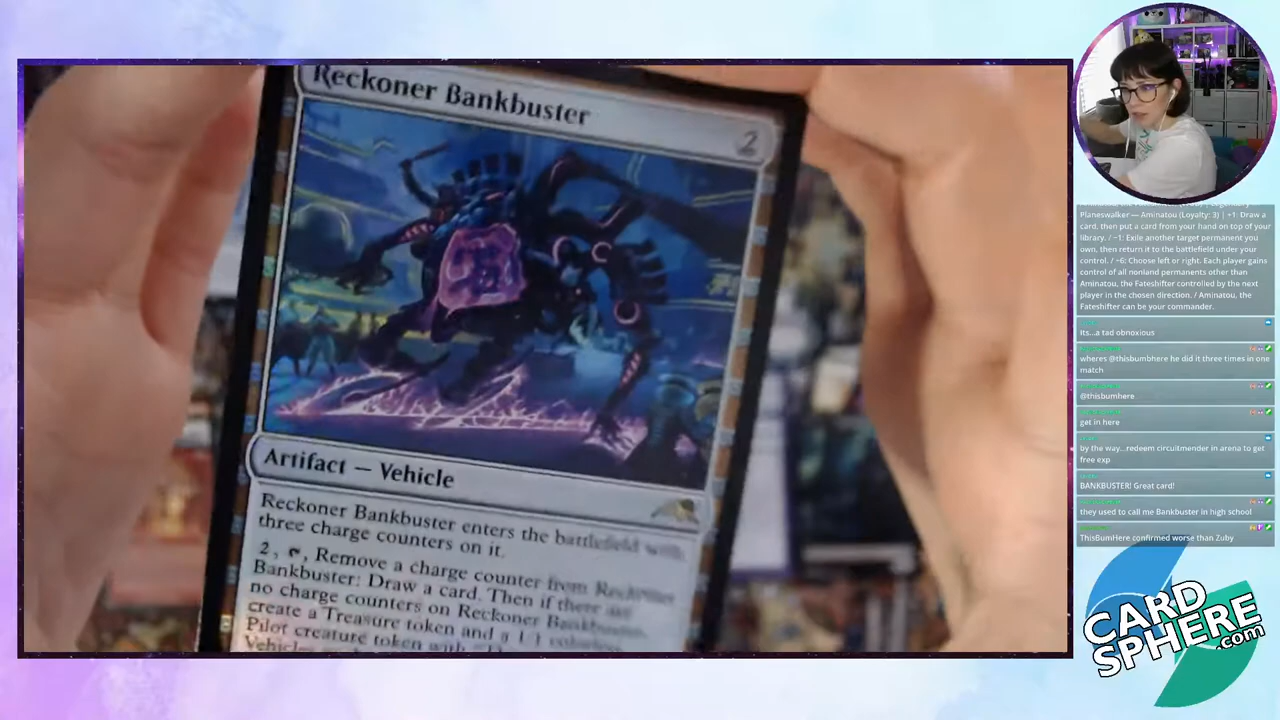 Reckoner Bankbuster
2
Artifact — Vehicle
Reckoner Bankbuster enters the battlefield with
three charge counters on it.
2, , Remove a charge counter from Reckoner
Bankbuster: Draw a card. Then if there are
no charge counters on Reckoner Bankbuster,
create a Treasure token and a 1/1 colorless
Pilot creature token with
Planeswalker — Aminatou (Loyalty: 3) | +1: Draw a
card, then put a card from your hand on top of your
library. / −1: Exile another target permanent you
own, then return it to the battlefield under your
control. / −6: Choose left or right. Each player gains
control of all nonland permanents other than
Aminatou, the Fateshifter controlled by the next
player in the chosen direction. / Aminatou, the
Fateshifter can be your commander.
Its...a tad obnoxious
wheres @thisbumbhere he did it three times in one
match
@thisbumhere
get in here
by the way...redeem circuitmender in arena to get
free exp
BANKBUSTER! Great card!
they used to call me Bankbuster in high school
ThisBumHere confirmed worse than Zuby
CARD
SPHERE
.com